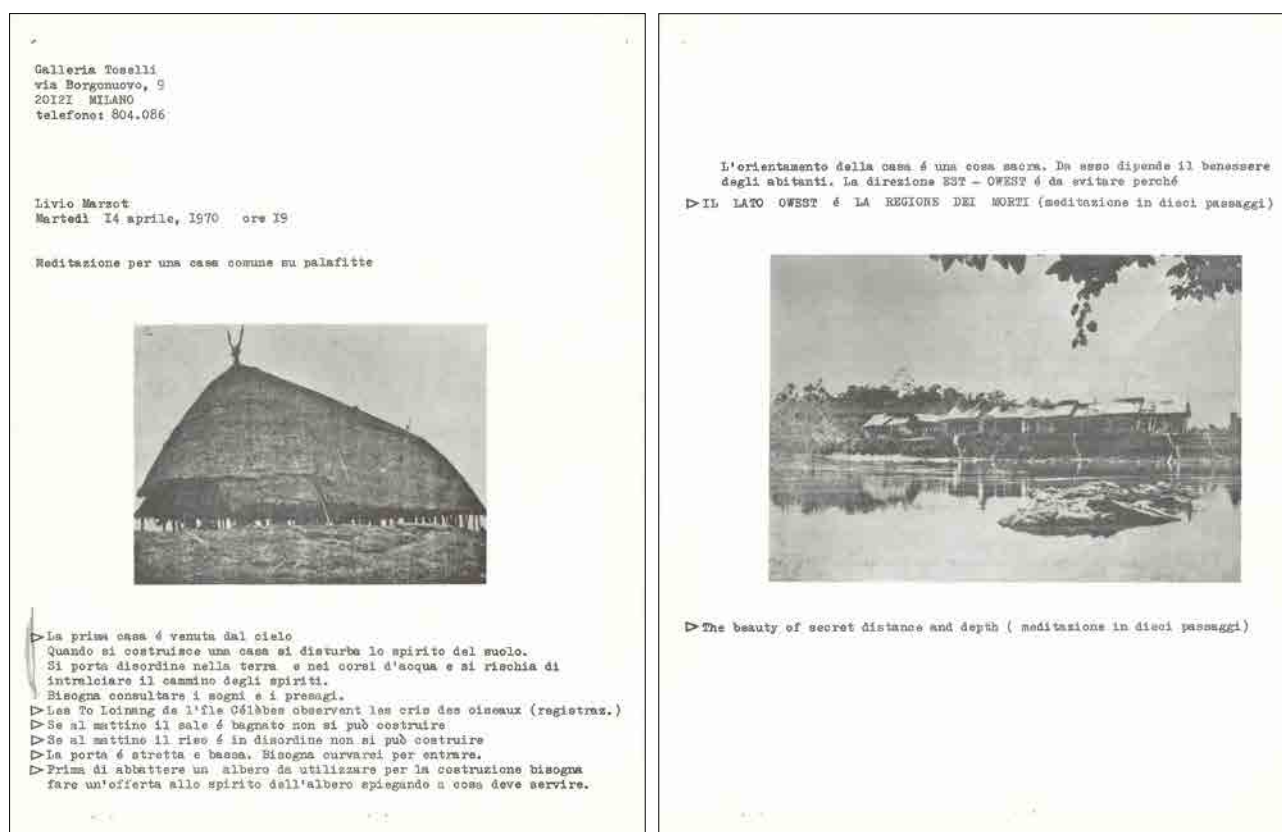 Galleria Toselli
via Borgonuovo, 9
20I2I MILANO
telefono: 804.086
Livio Marzot
Martedì I4 aprile, I970 ore I9
Meditazione per una casa comune su palafitte
▷La prima casa é venuta dal cielo
Quando si costruisce una casa si disturba lo spirito del suolo.
Si porta disordine nella terra e nei corsi d'acqua e si rischia di
intralciare il cammino degli spiriti.
Bisogna consultare i sogni e i presagi.
▷Les To Loinang de l'île Célèbes observent les cris des oiseaux (registraz.)
▷Se al mattino il sale é bagnato non si può costruire
▷Se al mattino il riso é in disordine non si può costruire
▷La porta é stretta e bassa. Bisogna curvarsi per entrare.
▷Prima di abbattere un albero da utilizzare per la costruzione bisogna
fare un'offerta allo spirito dell'albero spiegando a cosa deve servire.
L'orientamento della casa é una cosa sacra. Da esso dipende il benessere
degli abitanti. La direzione EST - OWEST é da evitare perché
▷IL LATO OWEST é LA REGIONE DEI MORTI (meditazione in dieci passaggi)
▷The beauty of secret distance and depth ( meditazione in dieci passaggi)